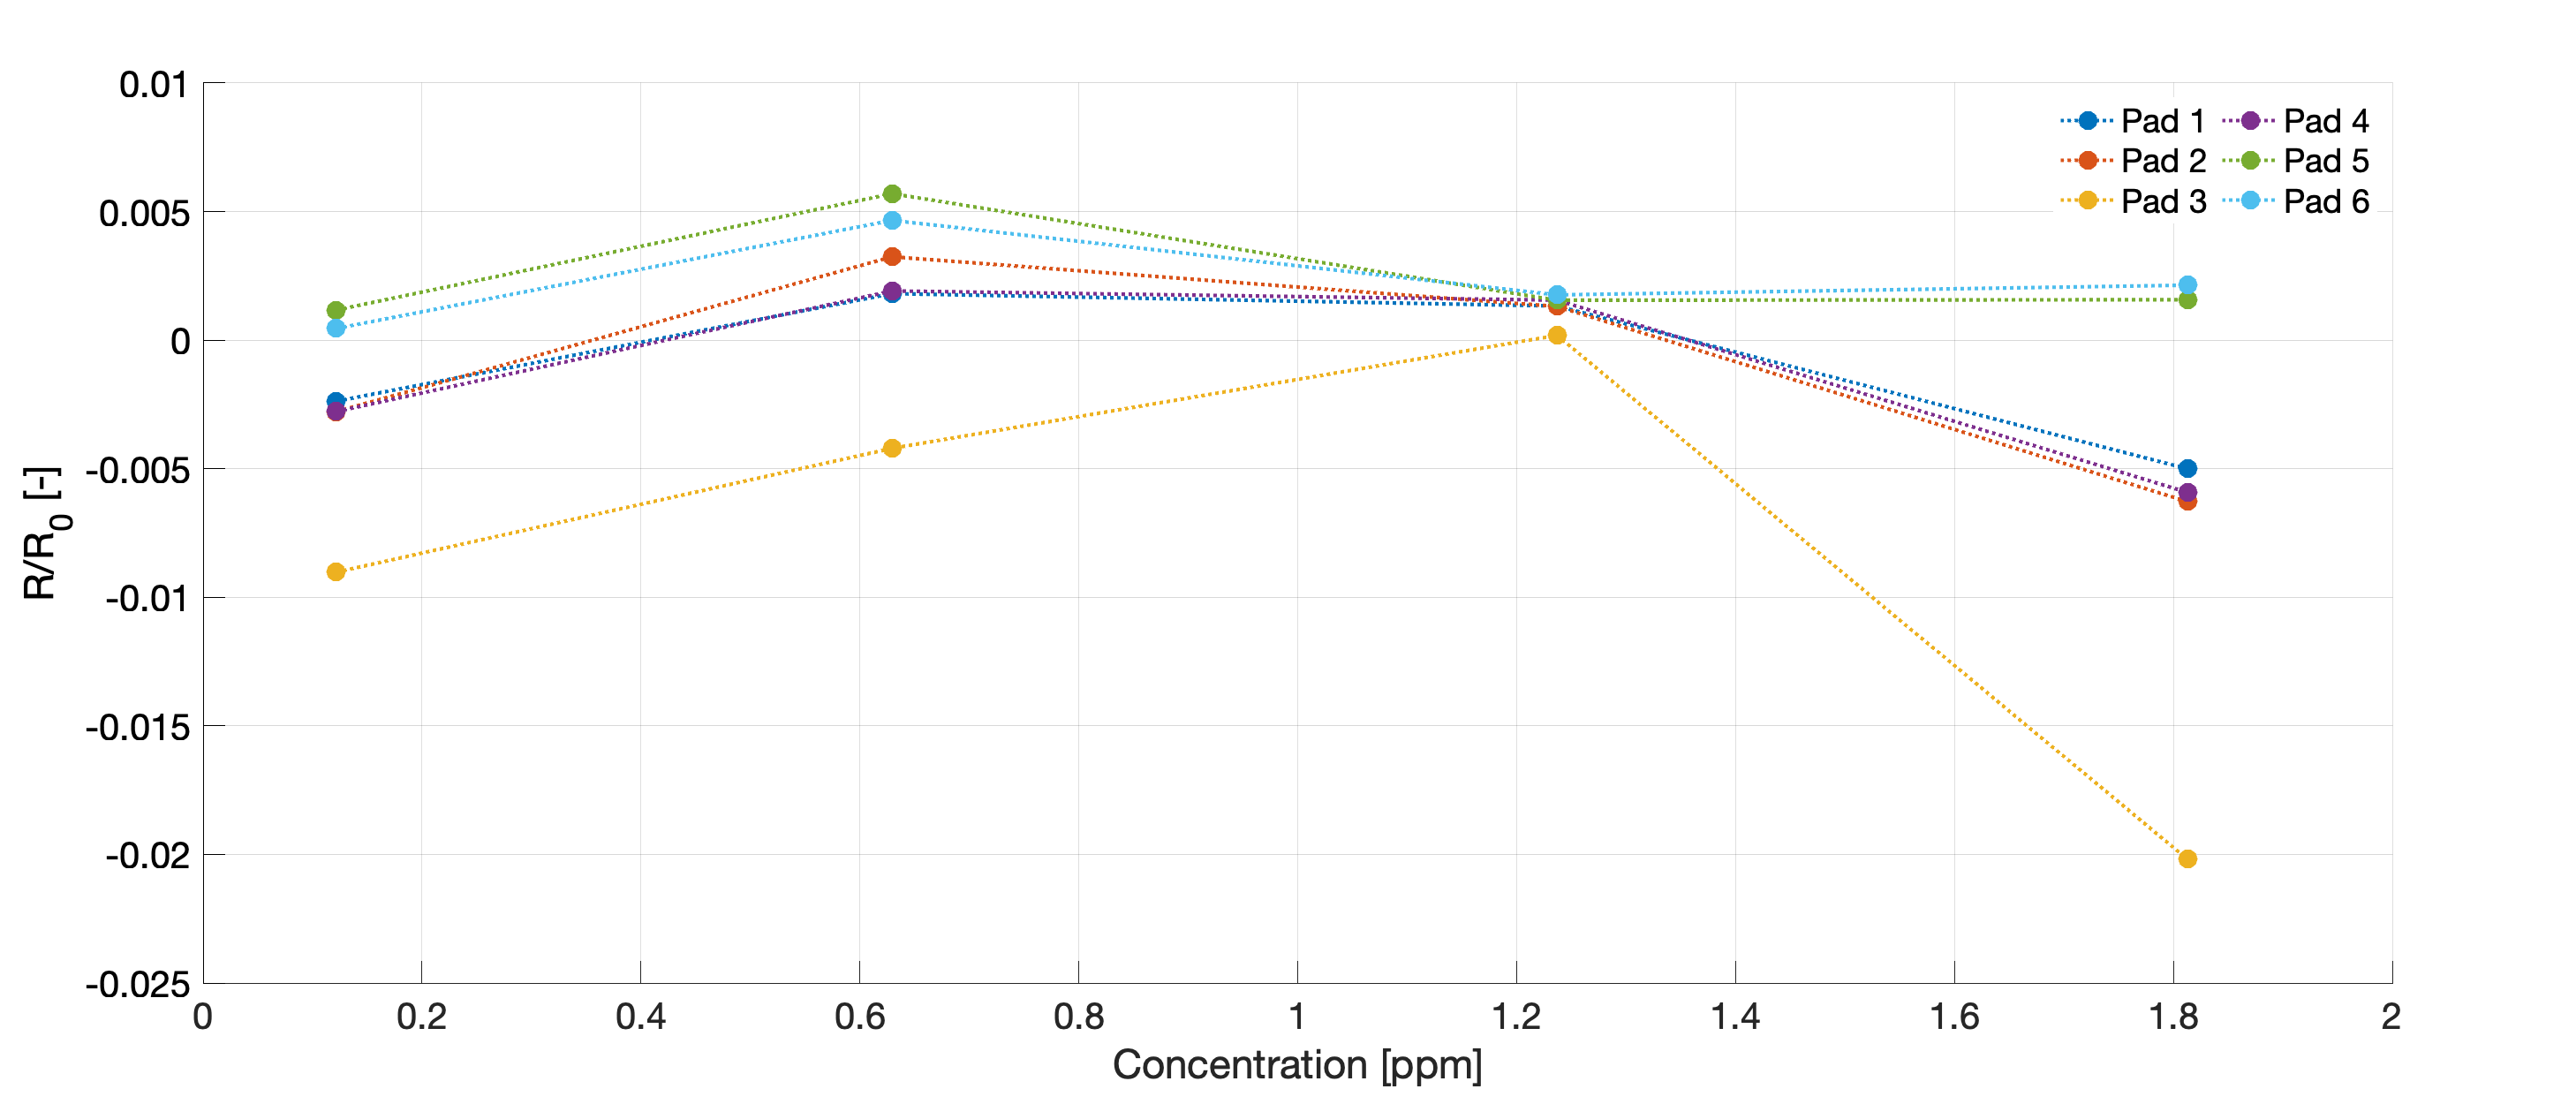 0.01
0.005
0
-0.005
-0.01
-0.015
-0.02
-0.025
R/R0 [-]
Pad 1
Pad 2
Pad 3
Pad 4
Pad 5
Pad 6
0 0.2 0.4 0.6 0.8 1 1.2 1.4 1.6 1.8 2
Concentration [ppm]